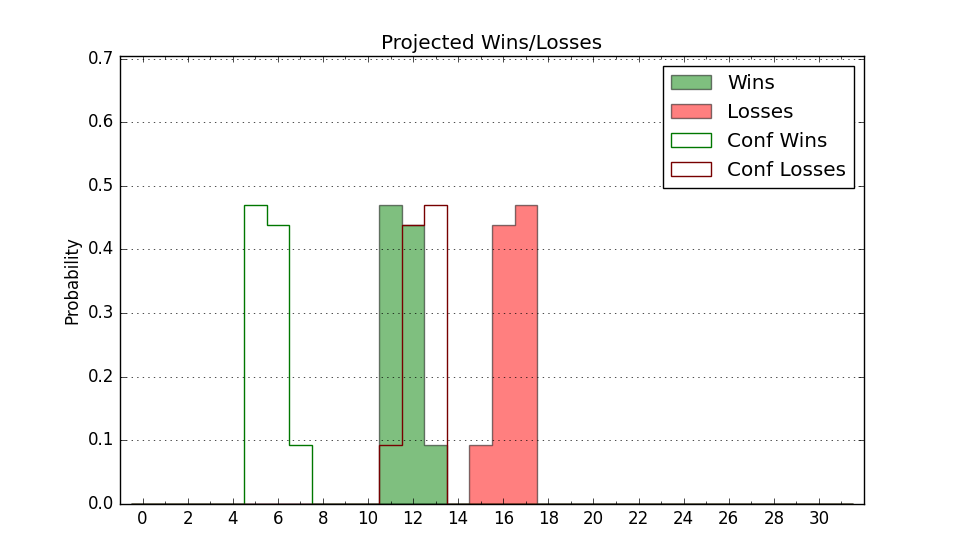 Projected Wins/Losses
0.7
0.6
0.5
0.4
0.3
0.2
0.1
0.0
Probability
Wins
Losses
Conf Wins
Conf Losses
0 2 4 6 8 10 12 14 16 18 20 22 24 26 28 30